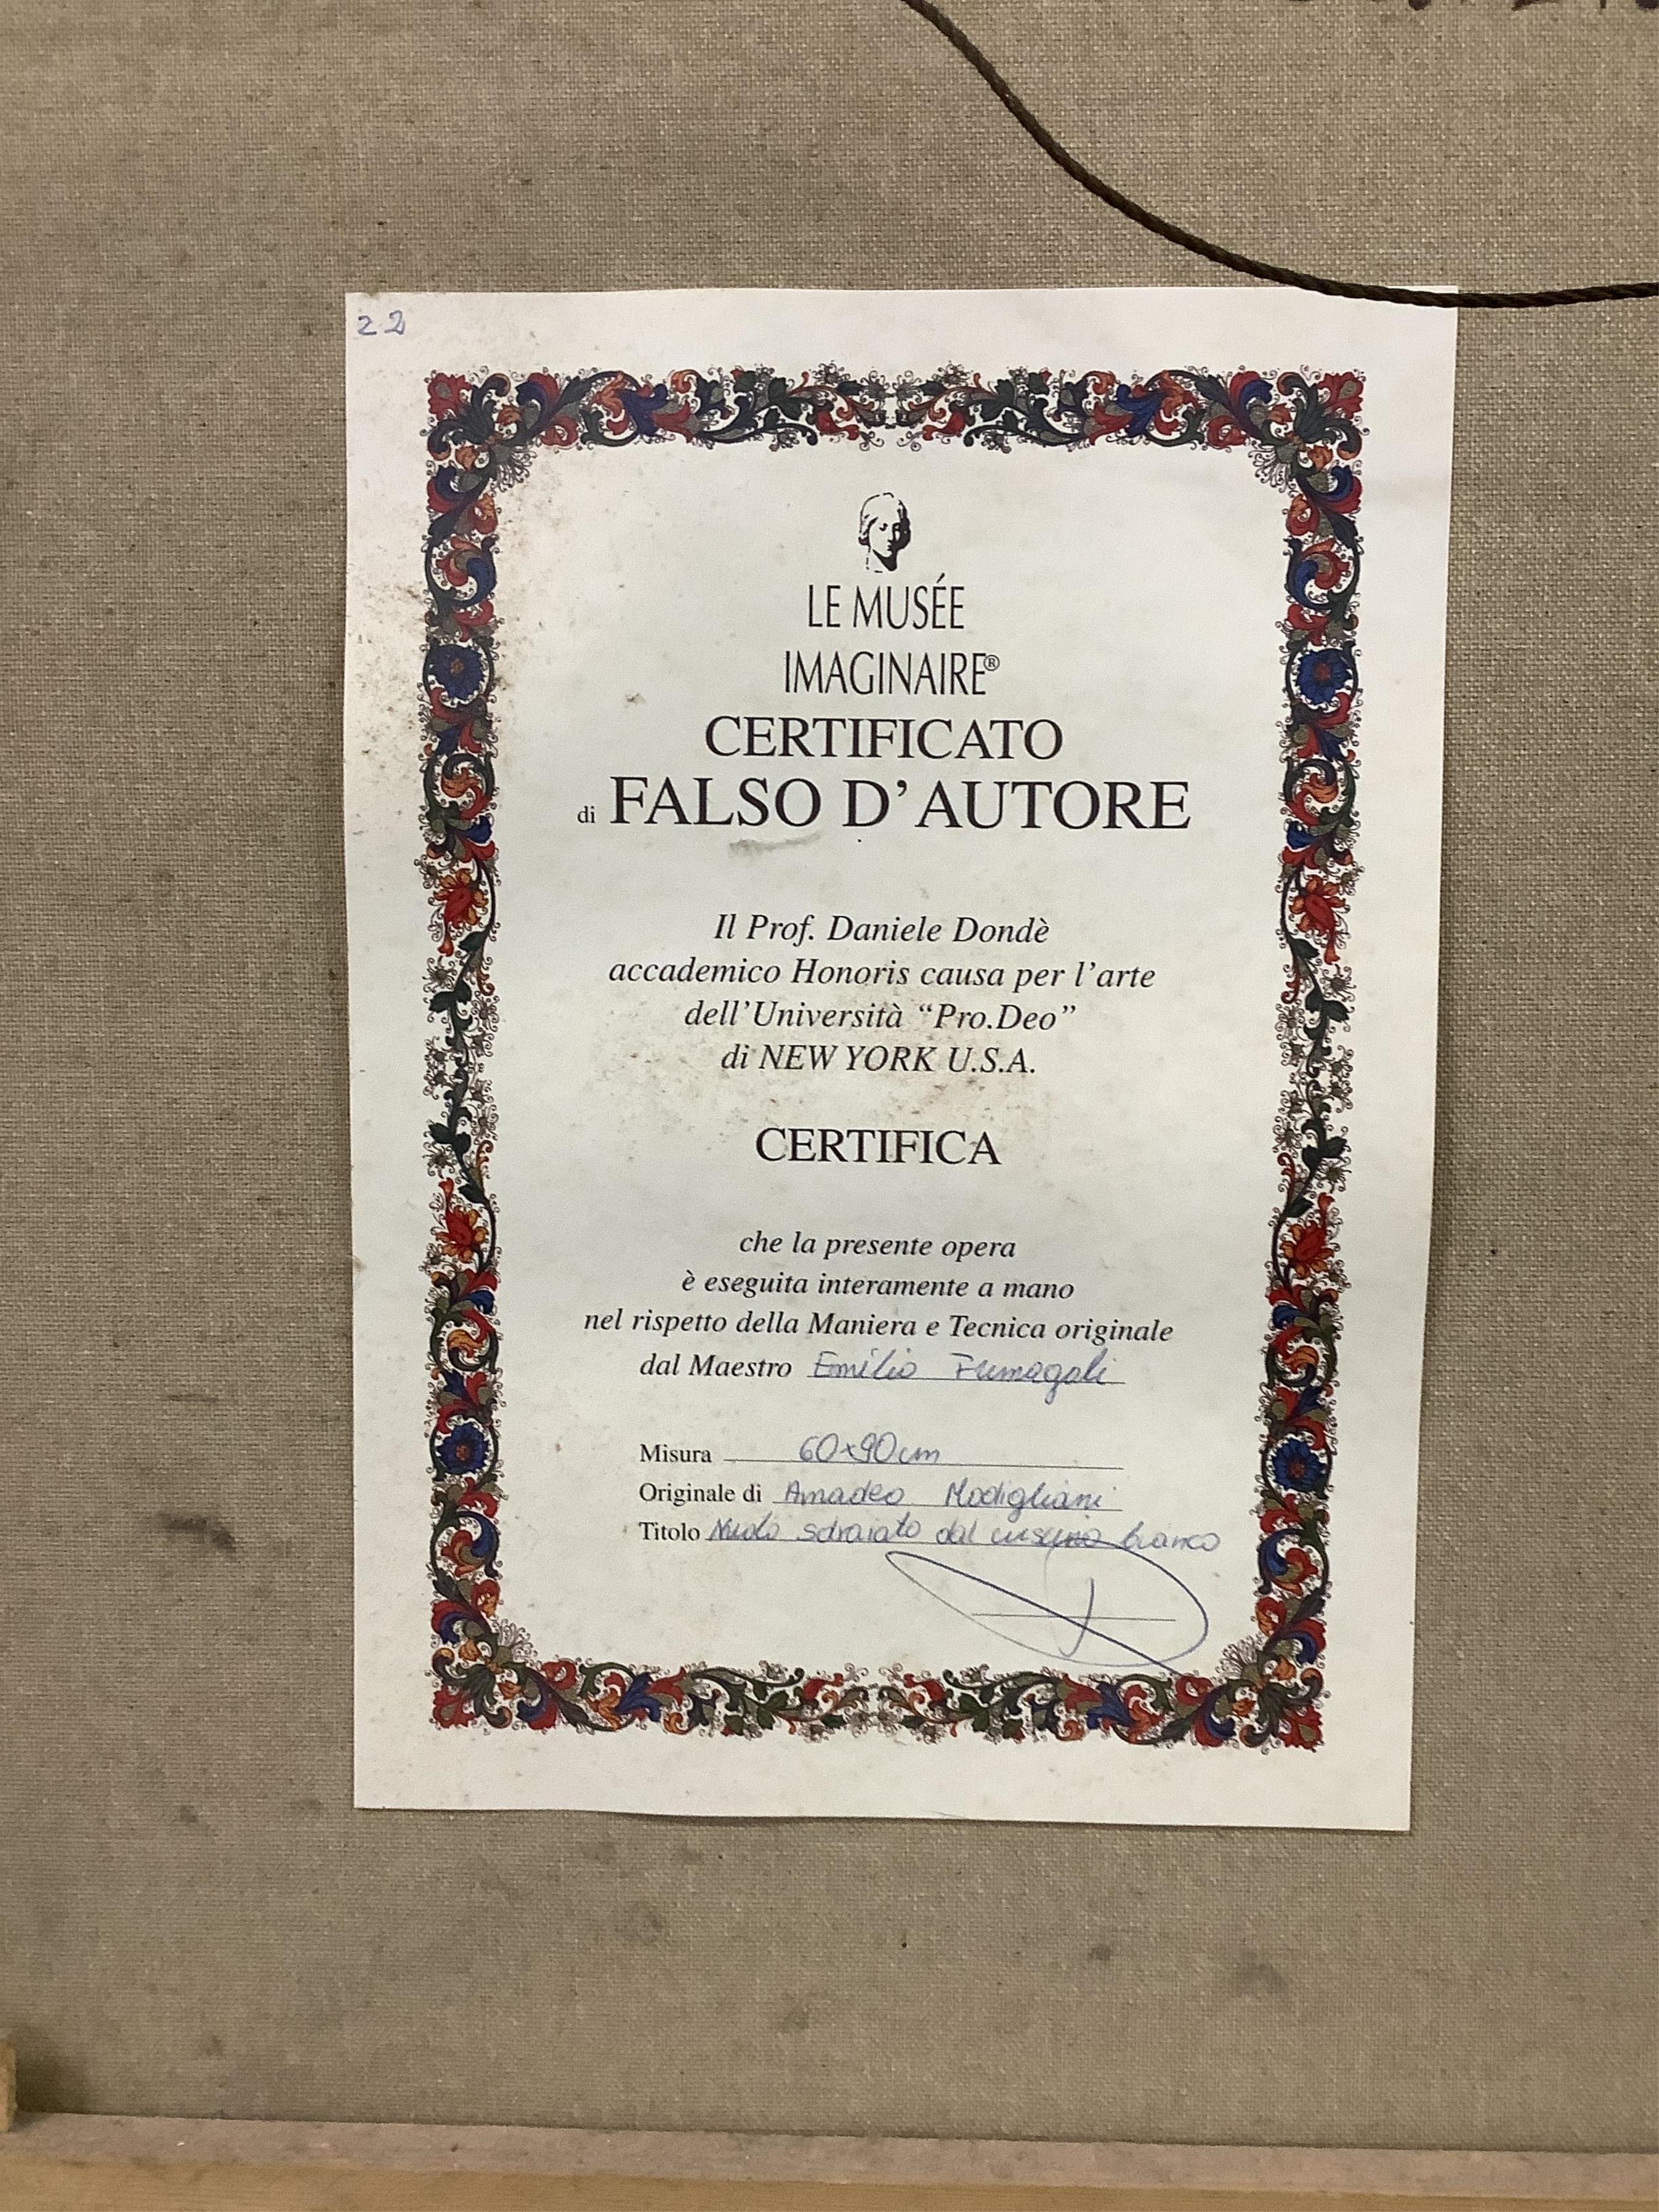 22
LE MUSÉE
IMAGINAIRE®
CERTIFICATO
di FALSO D'AUTORE
Il Prof. Daniele Dondè
accademico Honoris causa per l'arte
dell'Università “Pro.Deo”
di NEW YORK U.S.A.
CERTIFICA
che la presente opera
è eseguita interamente a mano
nel rispetto della Maniera e Tecnica originale
dal Maestro Emilio Fumagali
Misura 60x90cm
Originale di Amadeo Modigliani
Titolo Nudo sdraiato dal cuscino bianco